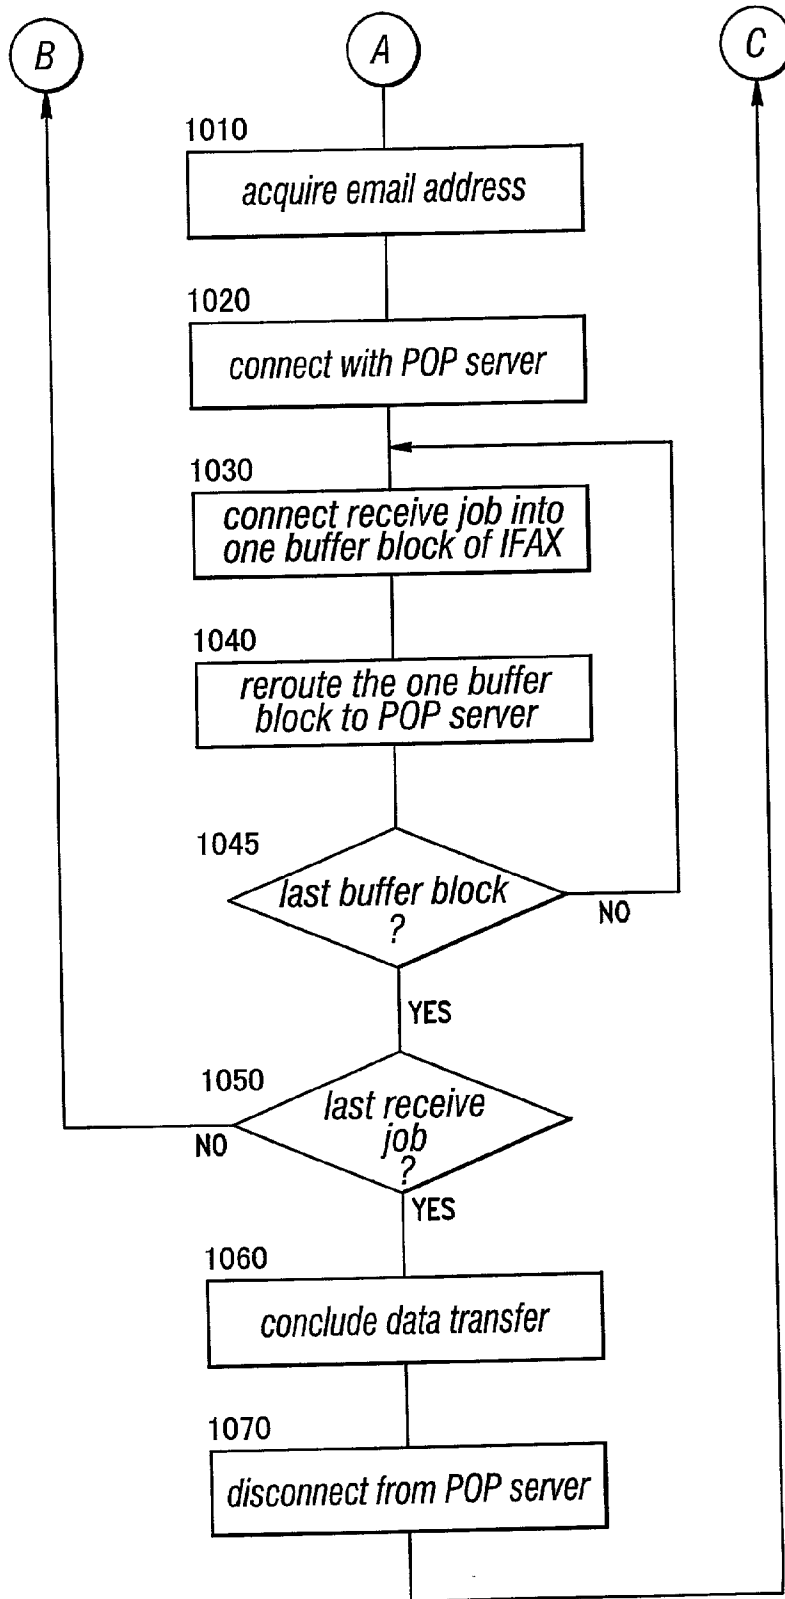 B
A
C
1010
acquire email address
1020
connect with POP server
1030
connect receive job into
one buffer block of IFAX
1040
reroute the one buffer
block to POP server
1045
last buffer block
?
NO
YES
1050
last receive
job
?
NO
YES
1060
conclude data transfer
1070
disconnect from POP server